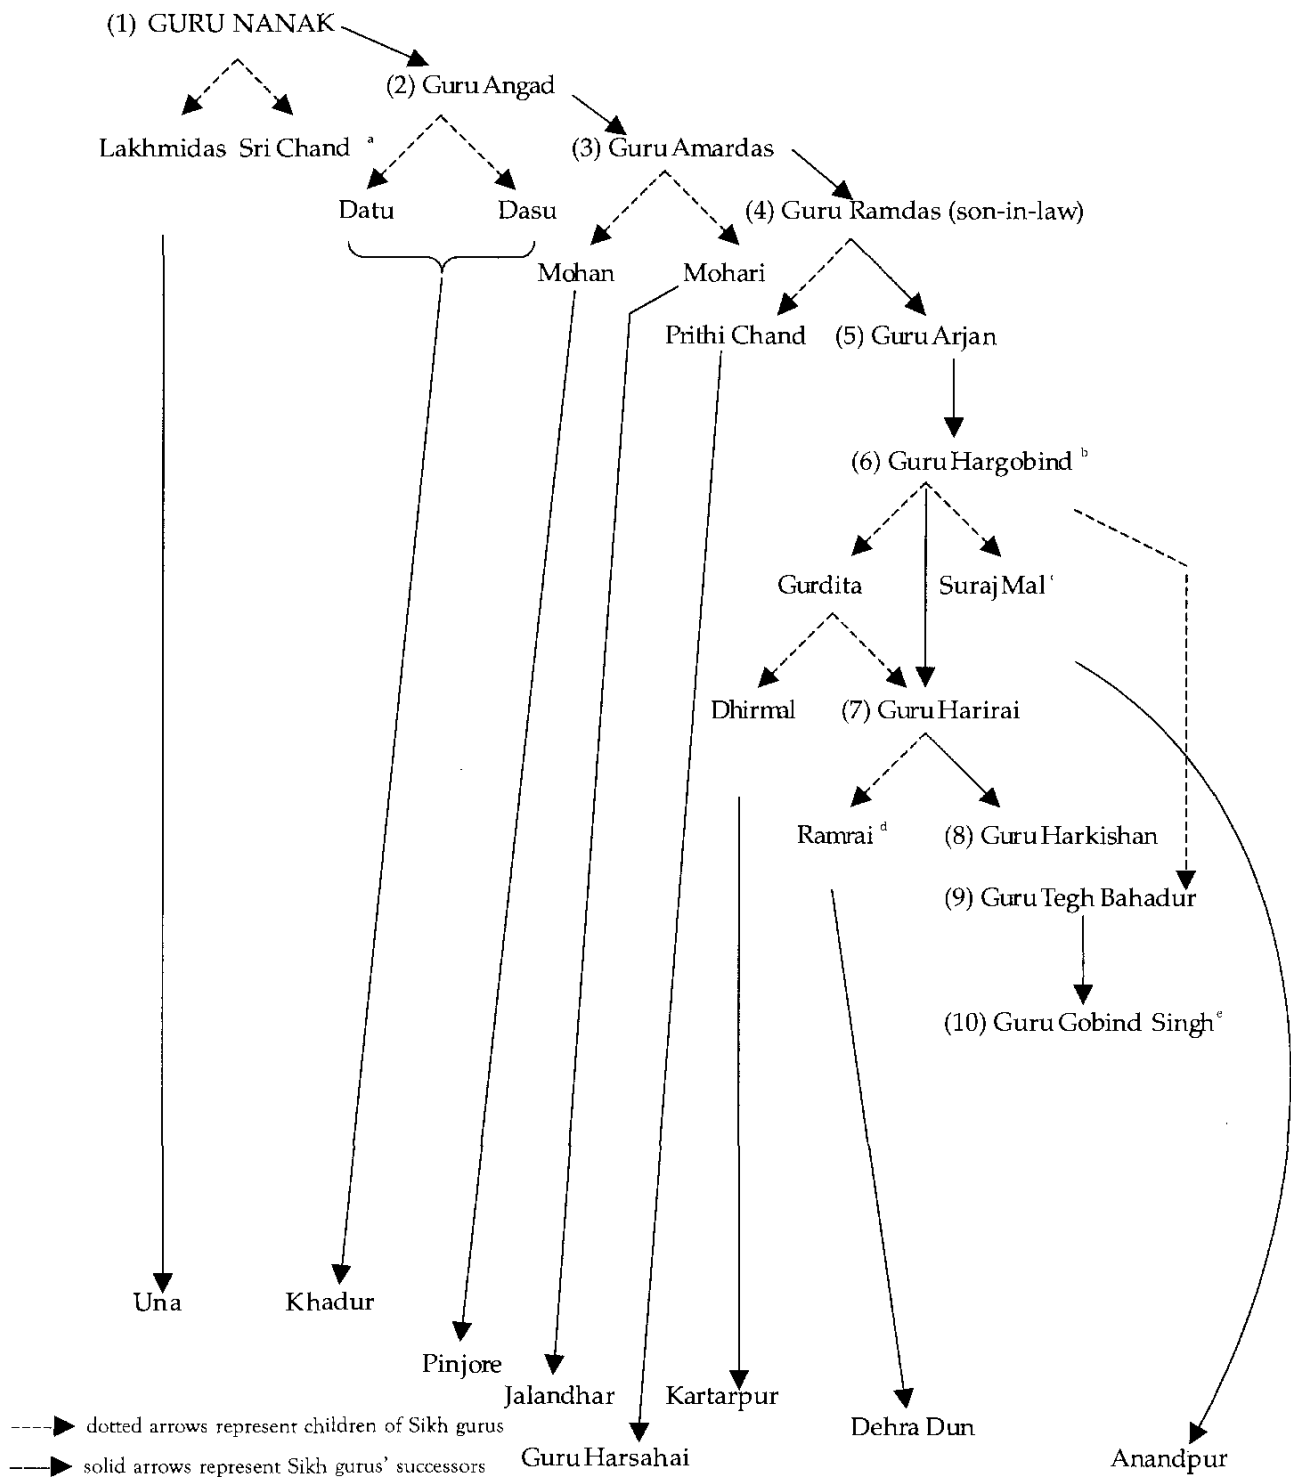 (1) GURU NANAK
(2) Guru Angad
Lakhmidas Sri Chand a
(3) Guru Amardas
Datu Dasu
(4) Guru Ramdas (son-in-law)
Mohan Mohari
Prithi Chand (5) Guru Arjan
(6) Guru Hargobind b
Gurdita Suraj Mal c
Dhirmal (7) Guru Harirai
Ramrai d (8) Guru Harkishan
(9) Guru Tegh Bahadur
(10) Guru Gobind Singh e
Una Khadur
Pinjore
Jalandhar Kartarpur
Dehra Dun
Guru Harsahai Anandpur
dotted arrows represent children of Sikh gurus
solid arrows represent Sikh gurus' successors